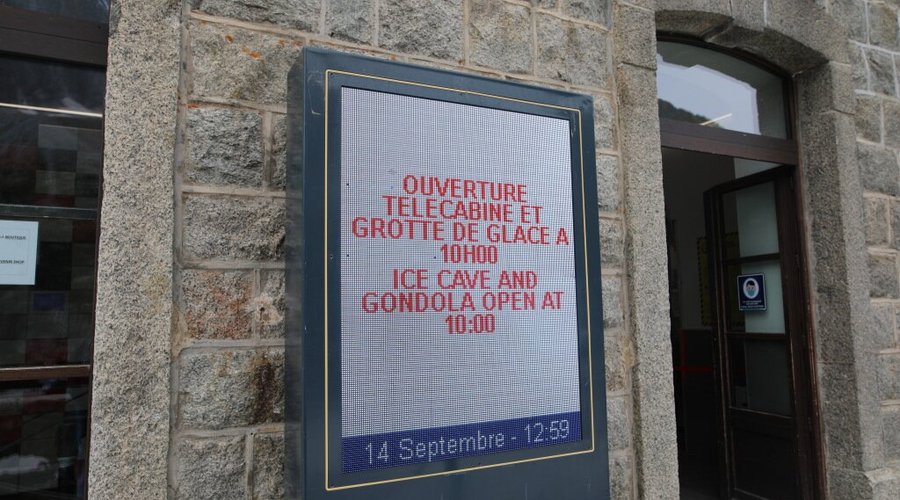 OUVERTURE
TELECABINE ET
GROTTE DE GLACE A
10H00
ICE CAVE AND
GONDOLA OPEN AT
10:00
14 Septembre - 12:59
BOUTIQUE